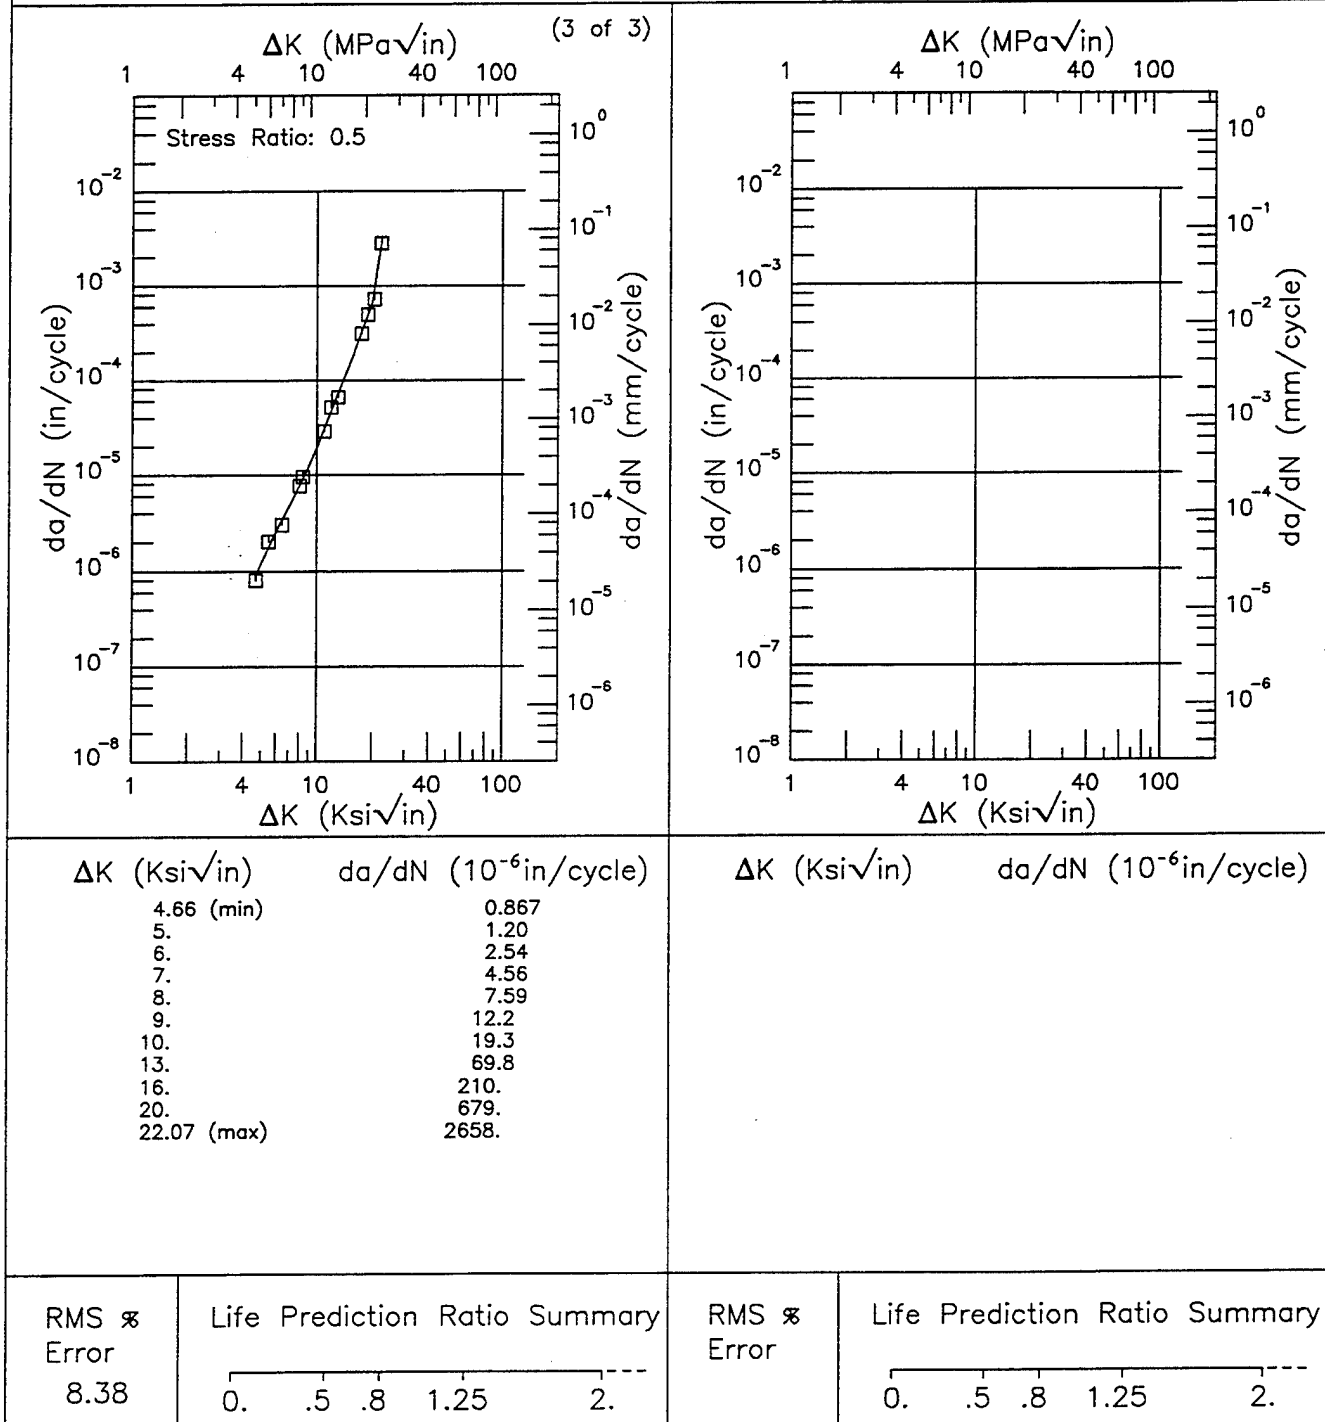 (3 of 3)
ΔK (MPa√in)
1 4 10 40 100
Stress Ratio: 0.5
da/dN (in/cycle)
10⁻²
10⁻³
10⁻⁴
10⁻⁵
10⁻⁶
10⁻⁷
10⁻⁸
10⁰
10⁻¹
10⁻²
10⁻³
10⁻⁴
10⁻⁵
10⁻⁶
da/dN (mm/cycle)
1 4 10 40 100
ΔK (Ksi√in)
ΔK (MPa√in)
1 4 10 40 100
da/dN (in/cycle)
10⁻²
10⁻³
10⁻⁴
10⁻⁵
10⁻⁶
10⁻⁷
10⁻⁸
10⁰
10⁻¹
10⁻²
10⁻³
10⁻⁴
10⁻⁵
10⁻⁶
da/dN (mm/cycle)
1 4 10 40 100
ΔK (Ksi√in)
ΔK (Ksi√in) da/dN (10⁻⁶in/cycle)
4.66 (min) 0.867
5. 1.20
6. 2.54
7. 4.56
8. 7.59
9. 12.2
10. 19.3
13. 69.8
16. 210.
20. 679.
22.07 (max) 2658.
ΔK (Ksi√in) da/dN (10⁻⁶in/cycle)
RMS %
Error
8.38
Life Prediction Ratio Summary
0. .5 .8 1.25 2.
RMS %
Error
Life Prediction Ratio Summary
0. .5 .8 1.25 2.